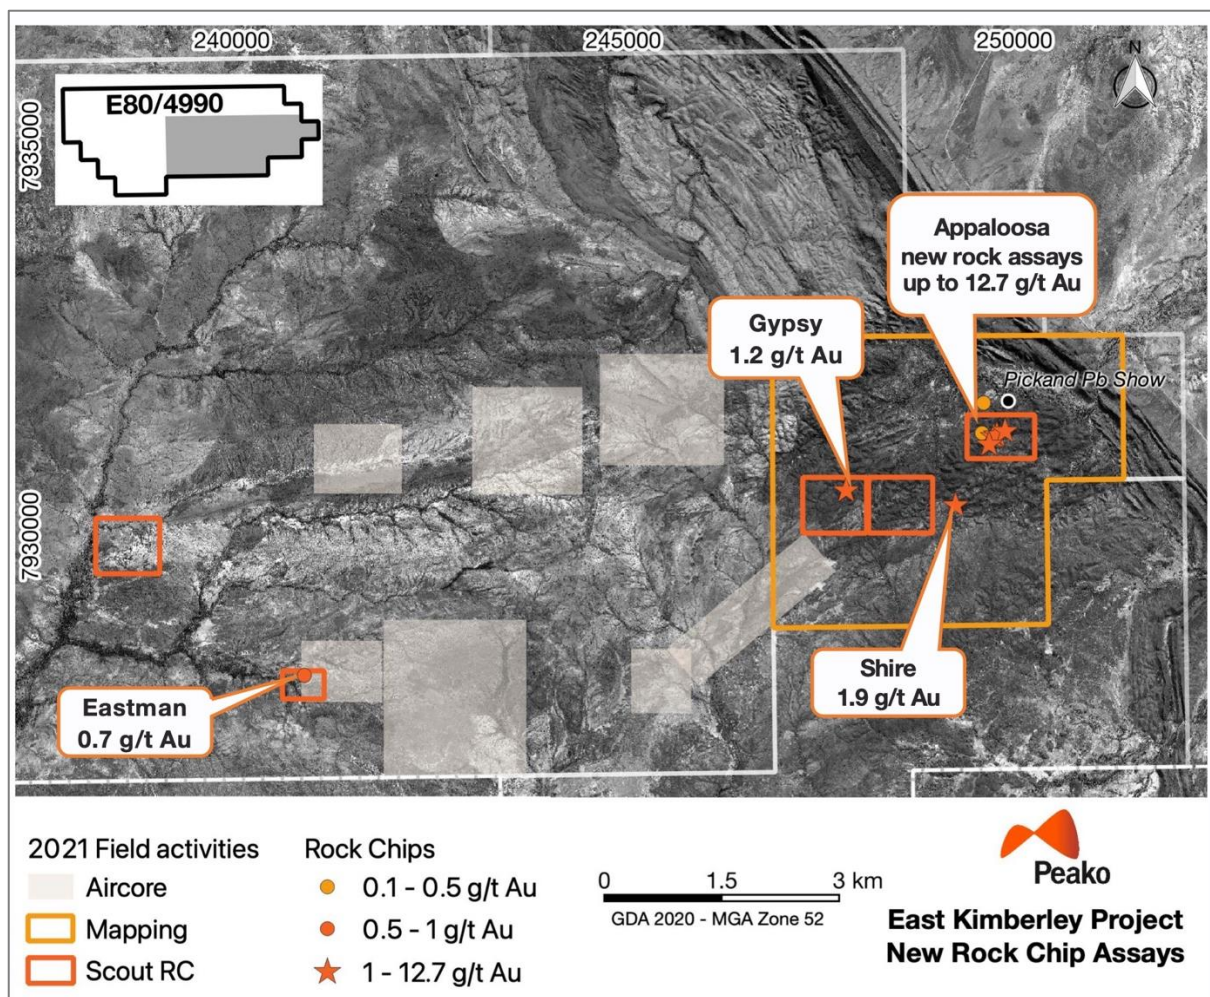 240000
245000
250000
N
7935000
7930000
E80/4990
Appaloosa
new rock assays
up to 12.7 g/t Au
Gypsy
1.2 g/t Au
Pickand Pb Show
Shire
1.9 g/t Au
Eastman
0.7 g/t Au
2021 Field activities
Aircore
Mapping
Scout RC
Rock Chips
0.1 - 0.5 g/t Au
0.5 - 1 g/t Au
1 - 12.7 g/t Au
0 1.5 3 km
GDA 2020 - MGA Zone 52
Peako
East Kimberley Project
New Rock Chip Assays